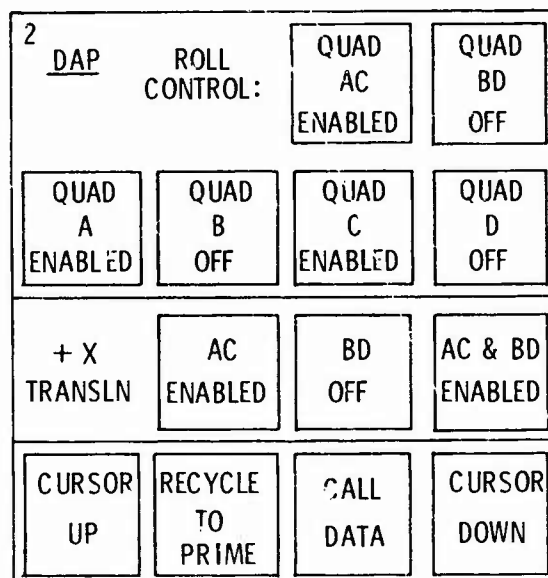 2
DAP
ROLL
CONTROL:
QUAD
AC
ENABLED
QUAD
BD
OFF
QUAD
A
ENABLED
QUAD
B
OFF
QUAD
C
ENABLED
QUAD
D
OFF
+ X
TRANSLN
AC
ENABLED
BD
OFF
AC & BD
ENABLED
CURSOR
UP
RECYCLE
TO
PRIME
CALL
DATA
CURSOR
DOWN